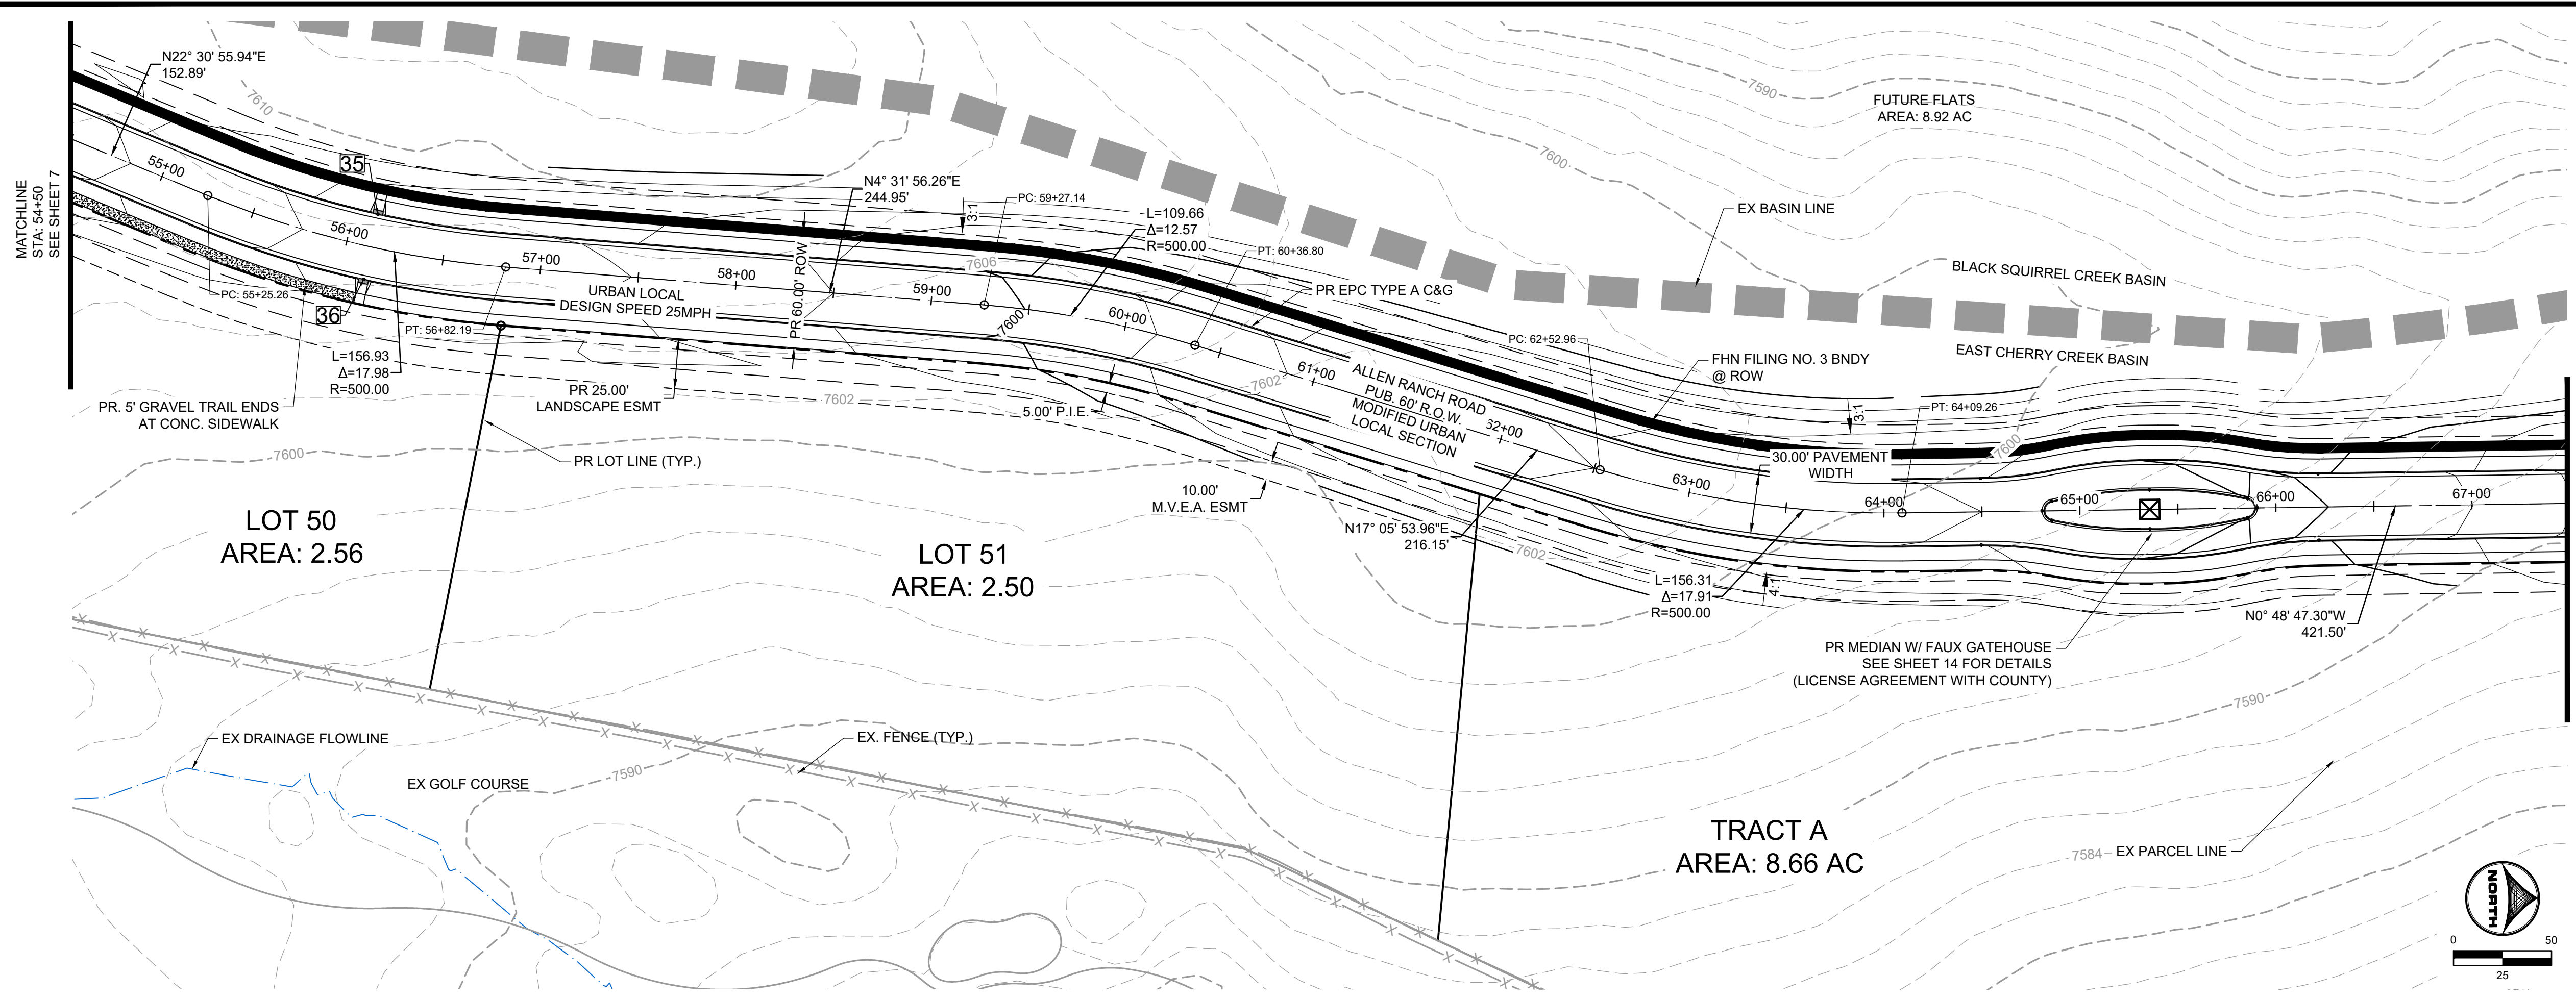 N22° 30' 55.94"E
152.89'
7610
MATCHLINE
STA: 54+50
SEE SHEET 7
55+00
35
56+00
PC: 55+25.26
36
PT: 56+82.19
L=156.93
Δ=17.98
R=500.00
PR. 5' GRAVEL TRAIL ENDS
AT CONC. SIDEWALK
57+00
URBAN LOCAL
DESIGN SPEED 25MPH
58+00
PR 60.00' ROW
N4° 31' 56.26"E
244.95'
3:1
PC: 59+27.14
L=109.66
Δ=12.57
R=500.00
PT: 60+36.80
7606
59+00
7600
60+00
PR EPC TYPE A C&G
PR 25.00'
LANDSCAPE ESMT
7602
5.00' P.I.E.
7602
61+00
ALLEN RANCH ROAD
PUB. 60' R.O.W.
MODIFIED URBAN
LOCAL SECTION
62+00
PC: 62+52.96
FHN FILING NO. 3 BNDY
@ ROW
EX BASIN LINE
7590
7600
FUTURE FLATS
AREA: 8.92 AC
BLACK SQUIRREL CREEK BASIN
EAST CHERRY CREEK BASIN
3:1
PT: 64+09.26
30.00' PAVEMENT
WIDTH
7600
63+00
64+00
65+00
66+00
67+00
10.00'
M.V.E.A. ESMT
N17° 05' 53.96"E
216.15'
7602
L=156.31
Δ=17.91
R=500.00
4:1
N0° 48' 47.30"W
421.50'
PR MEDIAN W/ FAUX GATEHOUSE
SEE SHEET 14 FOR DETAILS
(LICENSE AGREEMENT WITH COUNTY)
7600
PR LOT LINE (TYP.)
LOT 50
AREA: 2.56
LOT 51
AREA: 2.50
7590
EX DRAINAGE FLOWLINE
EX. FENCE (TYP.)
EX GOLF COURSE
7590
TRACT A
AREA: 8.66 AC
7584
EX PARCEL LINE
NORTH
0
50
25